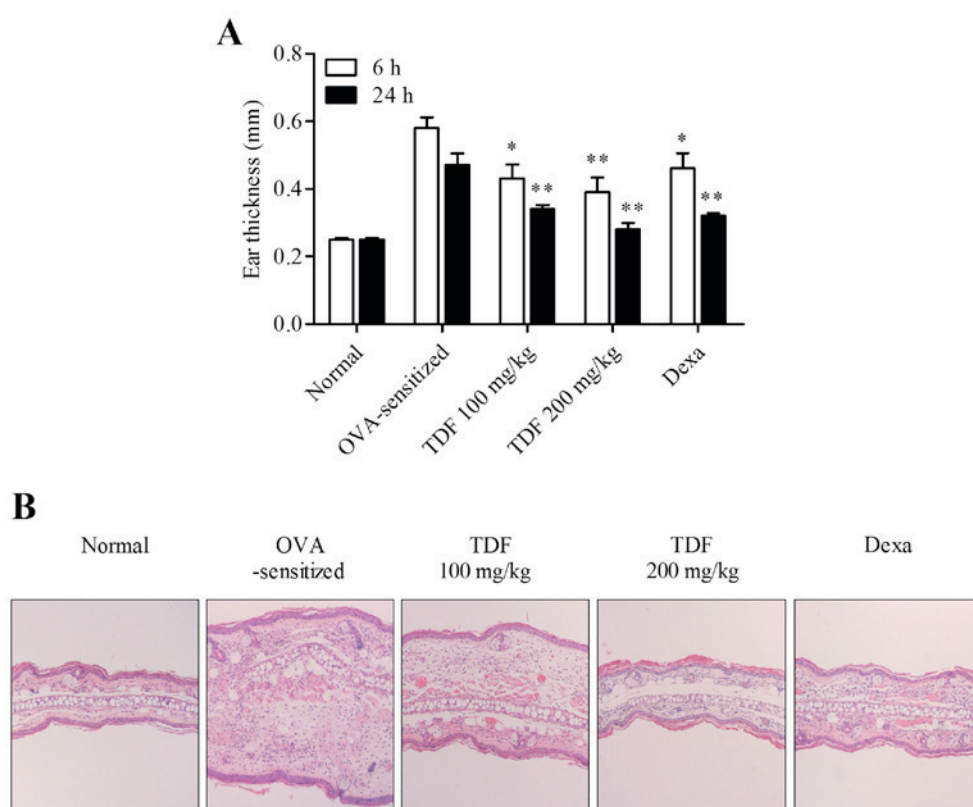 A
0.8
0.6
0.4
0.2
0.0
Ear thickness (mm)
6 h
24 h
*
**
**
**
*
**
Normal
OVA-sensitized
TDF 100 mg/kg
TDF 200 mg/kg
Dexa
B
Normal
OVA
-sensitized
TDF
100 mg/kg
TDF
200 mg/kg
Dexa